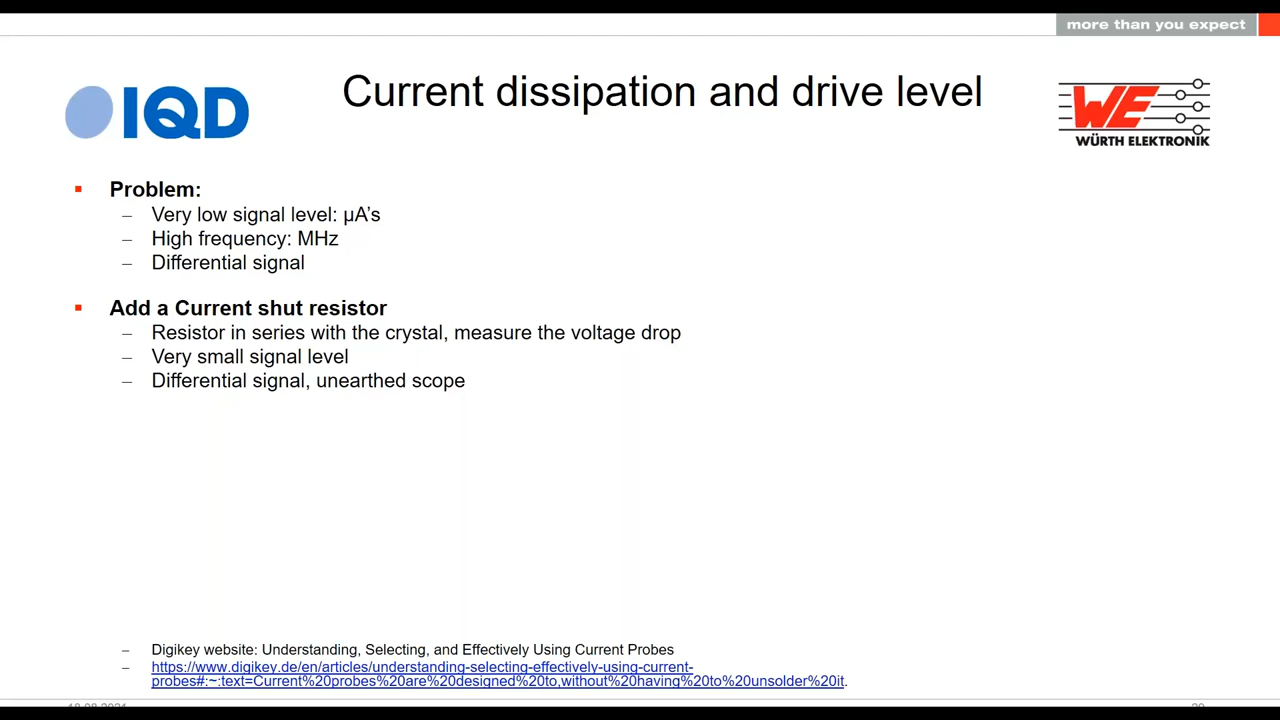 more than you expect
IQD
Current dissipation and drive level
WE
WÜRTH ELEKTRONIK
Problem:
– Very low signal level: µA’s
– High frequency: MHz
– Differential signal
Add a Current shut resistor
– Resistor in series with the crystal, measure the voltage drop
– Very small signal level
– Differential signal, unearthed scope
– Digikey website: Understanding, Selecting, and Effectively Using Current Probes
– https://www.digikey.de/en/articles/understanding-selecting-effectively-using-current-
probes#:~:text=Current%20probes%20are%20designed%20to,without%20having%20to%20unsolder%20it.